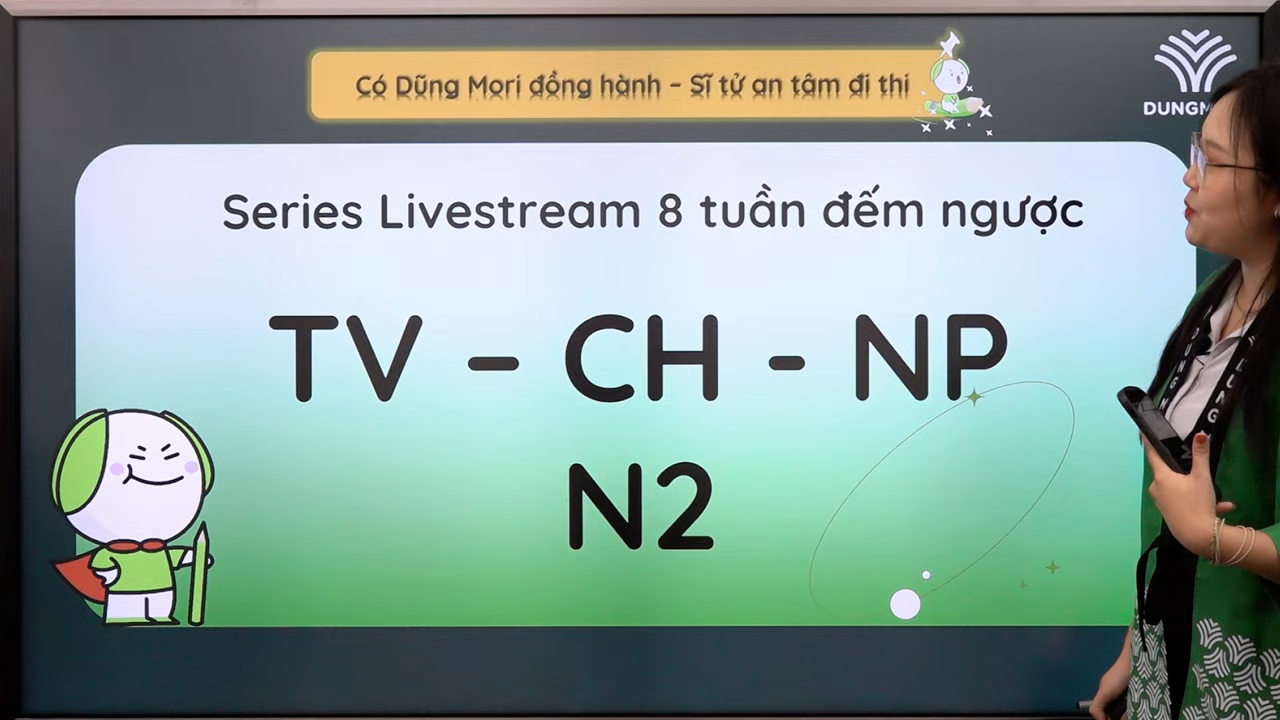 Có Dũng Mori đồng hành - Sĩ tử an tâm đi thi
Series Livestream 8 tuần đếm ngược
TV - CH - NP
N2